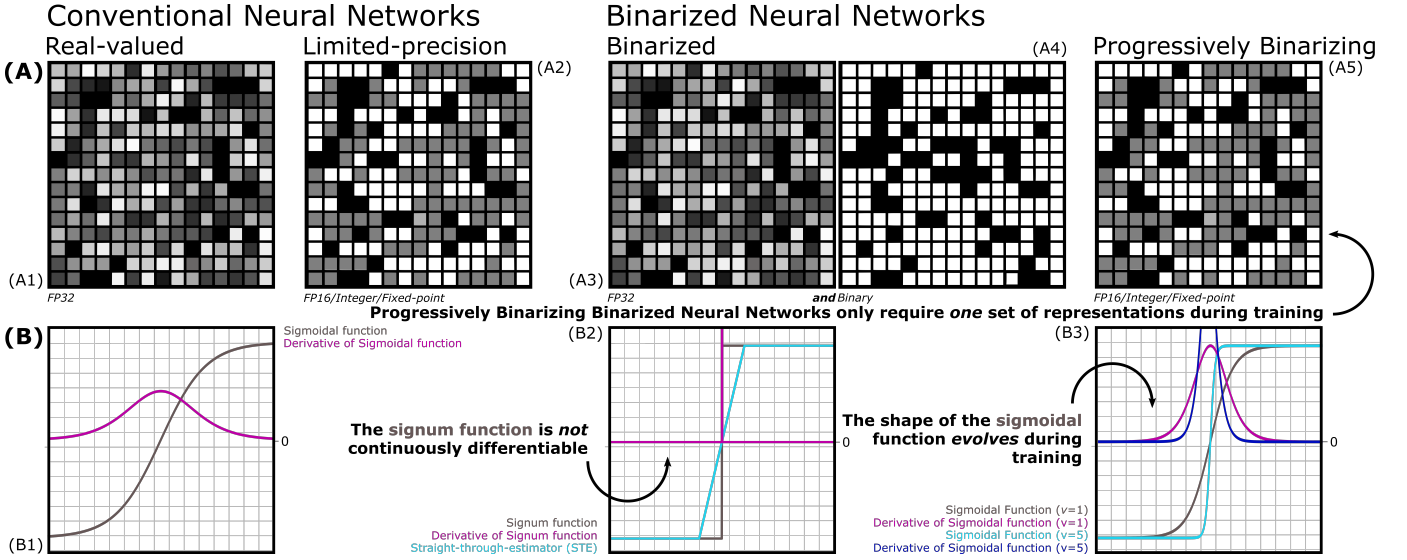 Conventional Neural Networks
Binarized Neural Networks
Real-valued
Limited-precision
Binarized
(A4)
Progressively Binarizing
(A)
(A2)
(A5)
(A1)
(A3)
FP32
FP16/Integer/Fixed-point
FP32
and Binary
FP16/Integer/Fixed-point
Progressively Binarizing Binarized Neural Networks only require one set of representations during training
(B)
Sigmoidal function
Derivative of Sigmoidal function
0
(B1)
(B2)
The signum function is not
continuously differentiable
0
Signum function
Derivative of Signum function
Straight-through-estimator (STE)
(B3)
The shape of the sigmoidal
function evolves during
training
0
Sigmoidal Function (v=1)
Derivative of Sigmoidal function (v=1)
Sigmoidal Function (v=5)
Derivative of Sigmoidal function (v=5)